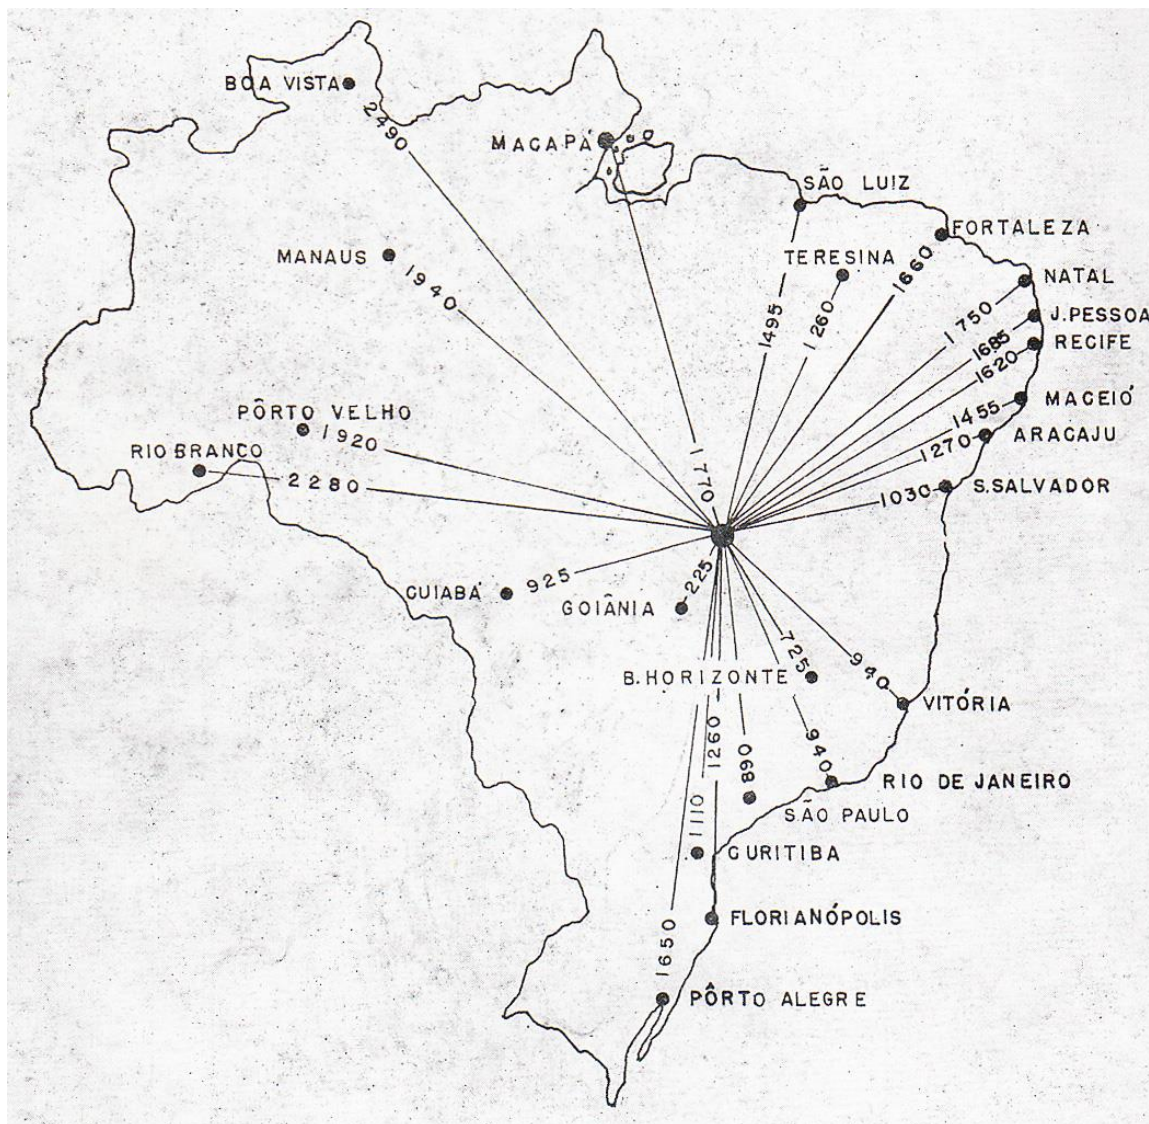 BOA VISTA
2490
MACAPÁ
SÃO LUIZ
FORTALEZA
1660
MANAUS
1940
TERESINA
1260
1495
NATAL
1750
J. PESSOA
1685
RECIFE
1620
MACEIÓ
1455
ARACAJU
1270
PÔRTO VELHO
1920
RIO BRANCO
2280
1770
S. SALVADOR
1030
CUIABÁ
925
GOIÂNIA
225
B. HORIZONTE
725
940
VITÓRIA
1260
890
940
RIO DE JANEIRO
SÃO PAULO
1110
CURITIBA
FLORIANÓPOLIS
1650
PÔRTO ALEGRE